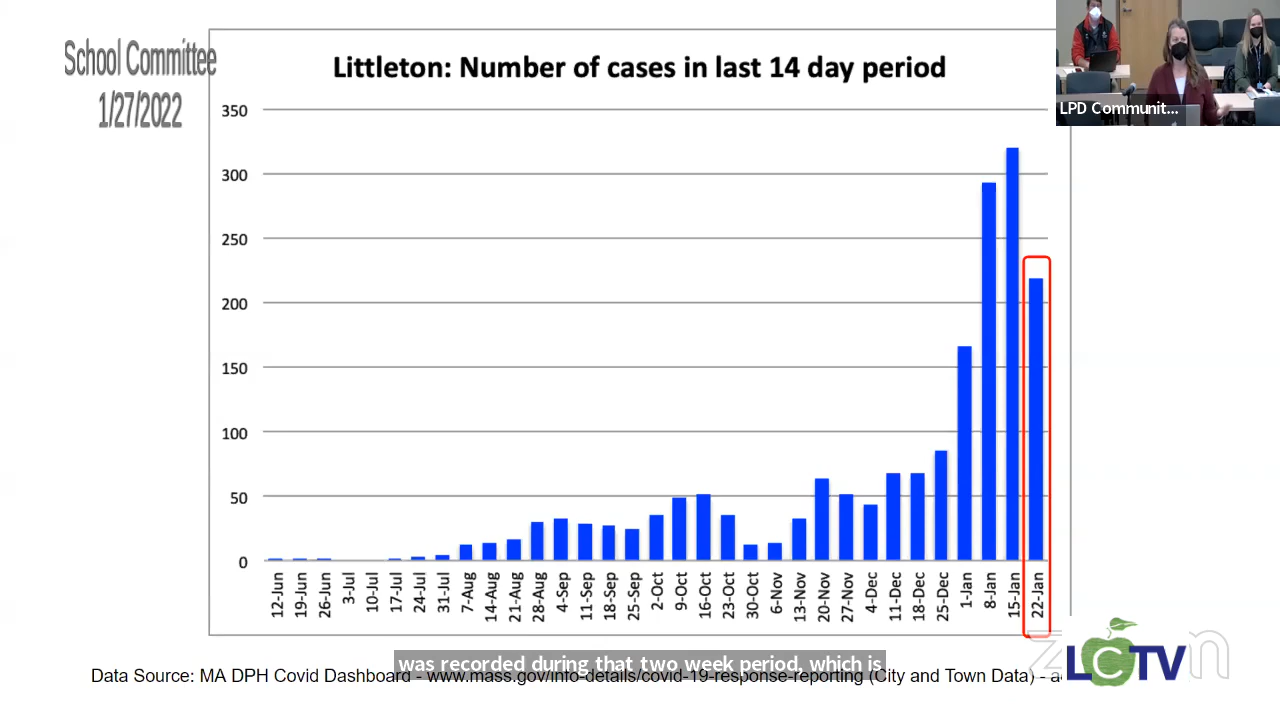 School Committee
1/27/2022
Littleton: Number of cases in last 14 day period
LPD Communit...
350
300
250
200
150
100
50
0
12-Jun
19-Jun
26-Jun
3-Jul
10-Jul
17-Jul
24-Jul
31-Jul
7-Aug
14-Aug
21-Aug
28-Aug
4-Sep
11-Sep
18-Sep
25-Sep
2-Oct
9-Oct
16-Oct
23-Oct
30-Oct
6-Nov
13-Nov
20-Nov
27-Nov
4-Dec
11-Dec
18-Dec
25-Dec
1-Jan
8-Jan
15-Jan
22-Jan
was recorded during that two week period, which is
Data Source: MA DPH Covid Dashboard - www.mass.gov/info-details/covid-19-response-reporting (City and Town Data) -
LCTV